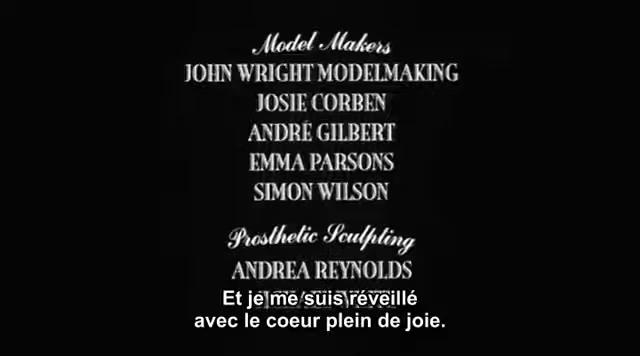 Model Makers
JOHN WRIGHT MODELMAKING
JOSIE CORBEN
ANDRÉ GILBERT
EMMA PARSONS
SIMON WILSON
Prosthetic Sculpting
ANDREA REYNOLDS
Et je me suis réveillé
avec le coeur plein de joie.